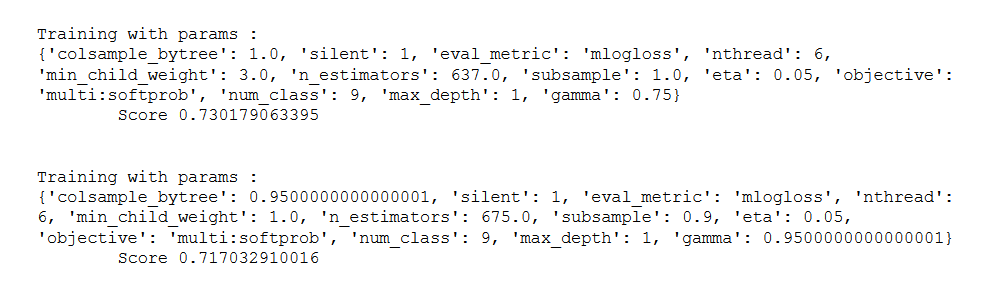 Training with params :
{'colsample_bytree': 1.0, 'silent': 1, 'eval_metric': 'mlogloss', 'nthread': 6,
'min_child_weight': 3.0, 'n_estimators': 637.0, 'subsample': 1.0, 'eta': 0.05, 'objective':
'multi:softprob', 'num_class': 9, 'max_depth': 1, 'gamma': 0.75}
Score 0.730179063395
Training with params :
{'colsample_bytree': 0.9500000000000001, 'silent': 1, 'eval_metric': 'mlogloss', 'nthread':
6, 'min_child_weight': 1.0, 'n_estimators': 675.0, 'subsample': 0.9, 'eta': 0.05,
'objective': 'multi:softprob', 'num_class': 9, 'max_depth': 1, 'gamma': 0.9500000000000001}
Score 0.717032910016